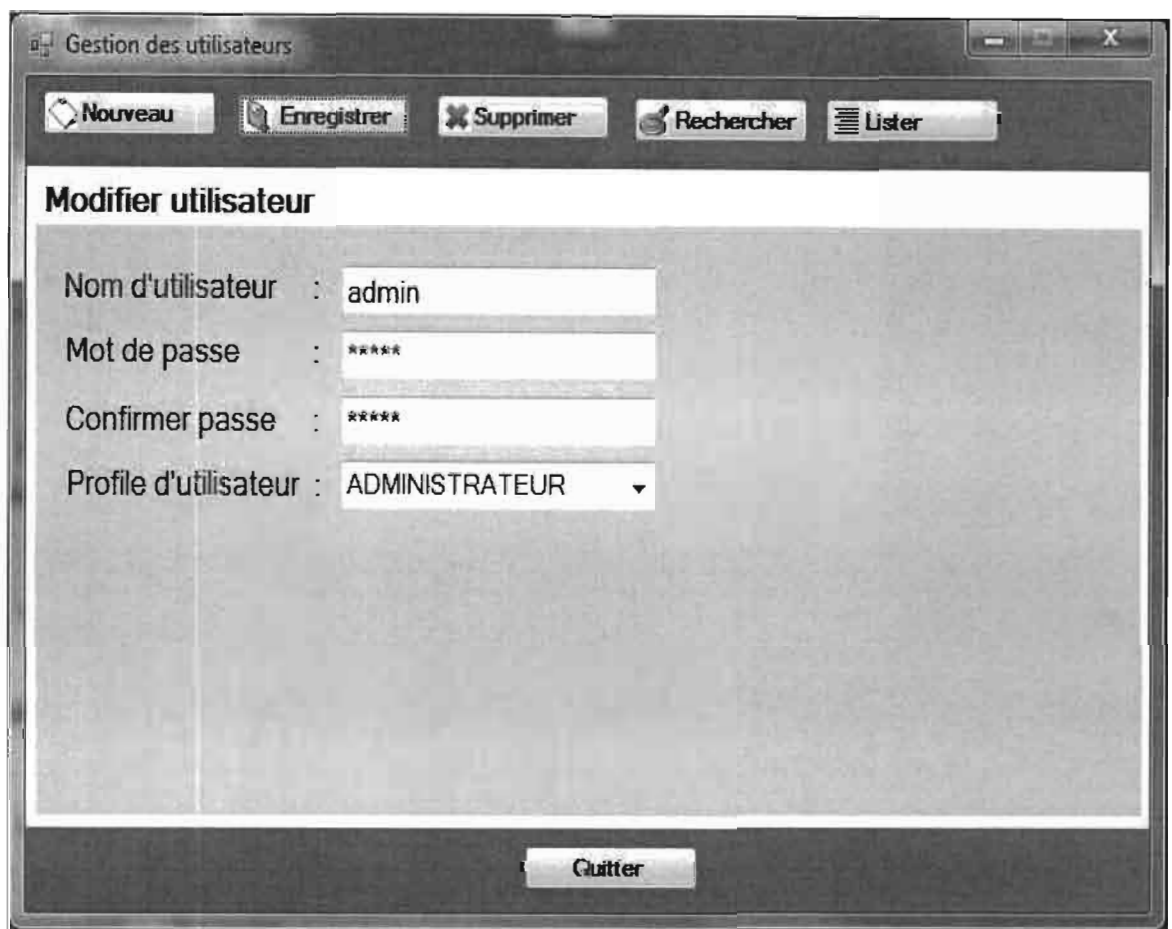 Gestion des utilisateurs
X
Nouveau Enregistrer Supprimer Rechercher Lister
Modifier utilisateur
Nom d'utilisateur : admin
Mot de passe : *****
Confirmer passe : *****
Profile d'utilisateur : ADMINISTRATEUR
Quitter